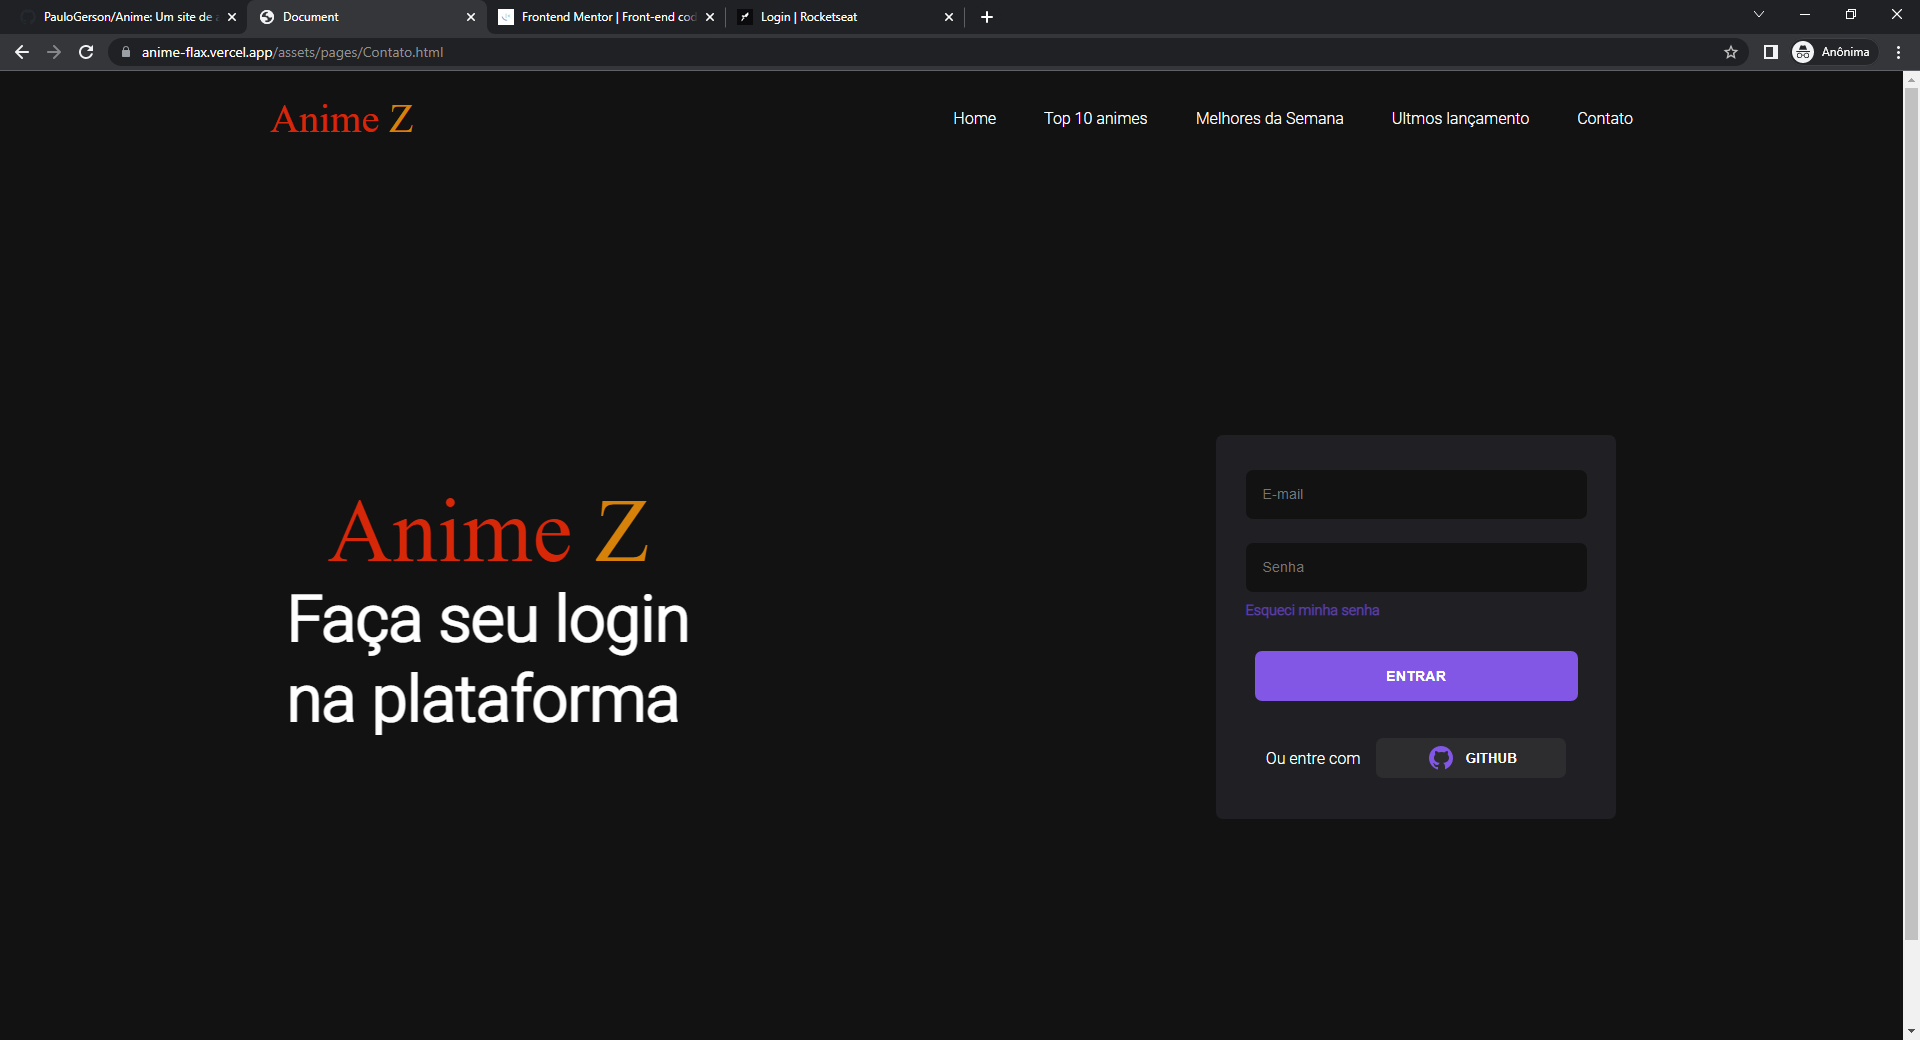 PauloGerson/Anime: Um site de a
Document
Frontend Mentor | Front-end cod
Login | Rocketseat
anime-flax.vercel.app/assets/pages/Contato.html
Anônima
Anime Z
Home
Top 10 animes
Melhores da Semana
Ultmos lançamento
Contato
Anime Z
Faça seu login
na plataforma
E-mail
Senha
Esqueci minha senha
ENTRAR
Ou entre com
GITHUB